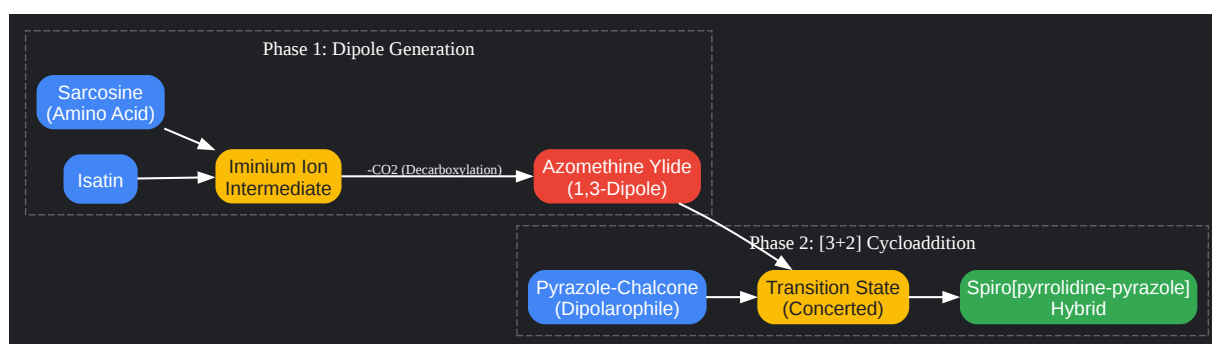 Phase 1: Dipole Generation
Sarcosine
(Amino Acid)
Isatin
Iminium Ion
Intermediate
-CO2 (Decarboxylation)
Azomethine Ylide
(1,3-Dipole)
Phase 2: [3+2] Cycloaddition
Pyrazole-Chalcone
(Dipolarophile)
Transition State
(Concerted)
Spiro[pyrrolidine-pyrazole]
Hybrid